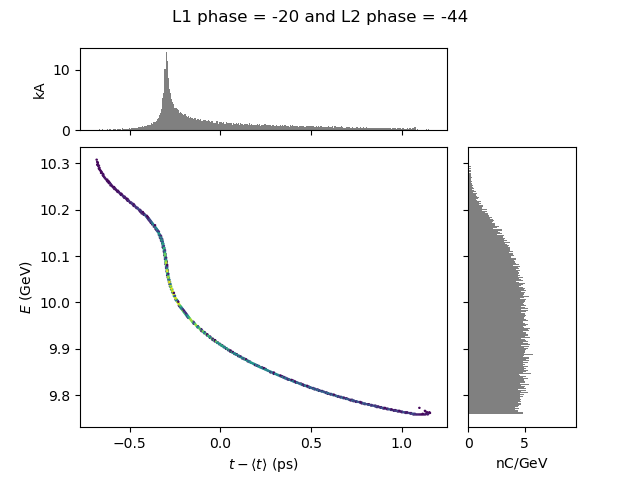 L1 phase = -20 and L2 phase = -44
10
kA
0
10.3
10.2
10.1
10.0
9.9
9.8
E (GeV)
−0.5
0.0
0.5
1.0
t − ⟨t⟩ (ps)
0
5
nC/GeV